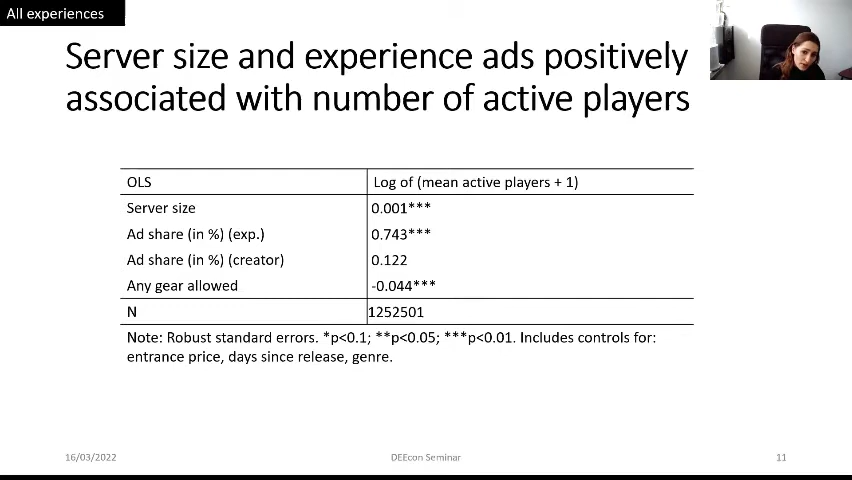 All experiences
Server size and experience ads positively
associated with number of active players
OLS Log of (mean active players + 1)
Server size 0.001***
Ad share (in %) (exp.) 0.743***
Ad share (in %) (creator) 0.122
Any gear allowed -0.044***
N 1252501
Note: Robust standard errors. *p<0.1; **p<0.05; ***p<0.01. Includes controls for:
entrance price, days since release, genre.
16/03/2022 DEEcon Seminar 11